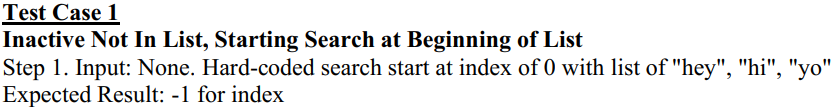 Test Case 1
Inactive Not In List, Starting Search at Beginning of List
Step 1. Input: None. Hard-coded search start at index of 0 with list of "hey", "hi", "yo"
Expected Result: -1 for index